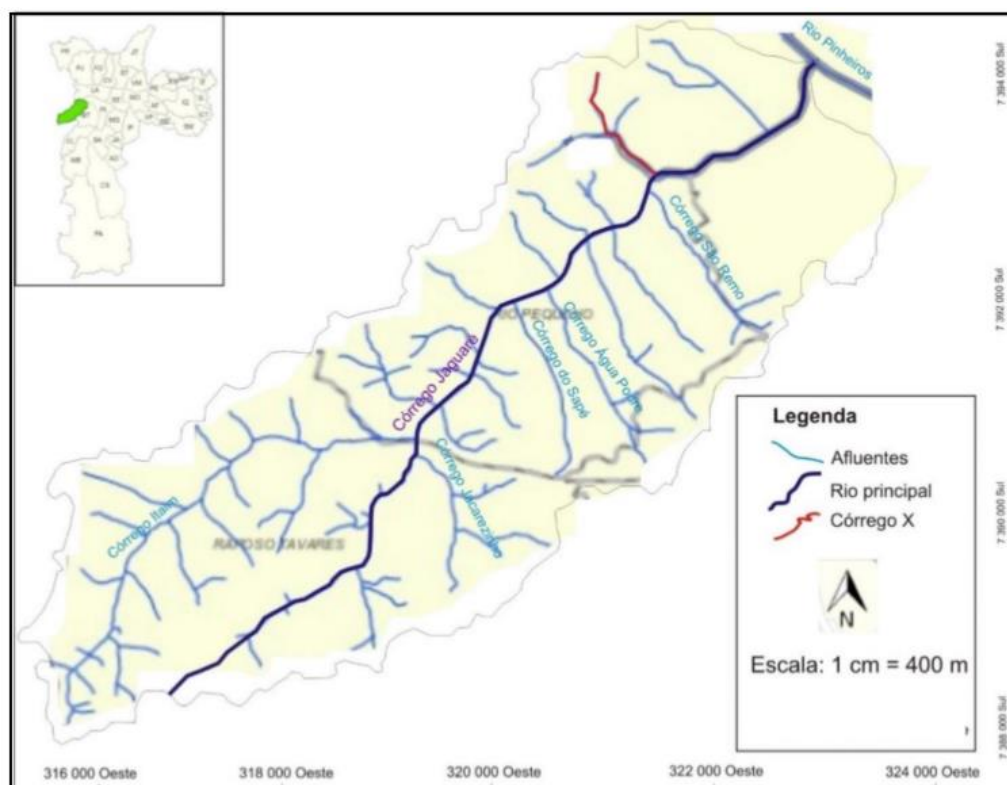 Rio Pinheiros
7 394 000 Sul
Córrego São Remo
7 392 000 Sul
Córrego Água Podre
Córrego do Sapé
Córrego Jaguaré
Córrego Jacarezinho
Córrego Itaim
RAPOSO TAVARES
7 390 000 Sul
Legenda
Afluentes
Rio principal
Córrego X
N
Escala: 1 cm = 400 m
7 388 000 Sul
316 000 Oeste
318 000 Oeste
320 000 Oeste
322 000 Oeste
324 000 Oeste